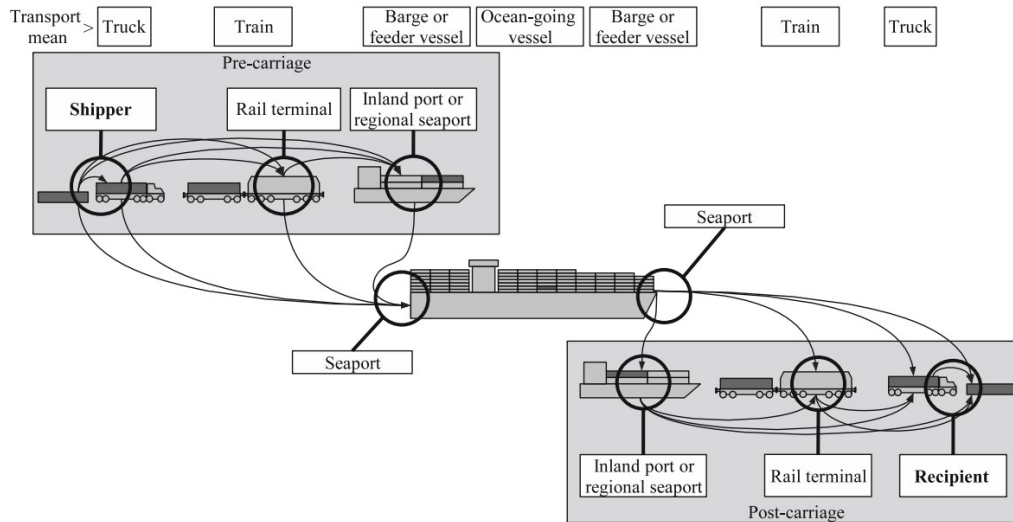 Transport
mean
>
Truck
Train
Barge or
feeder vessel
Ocean-going
vessel
Barge or
feeder vessel
Train
Truck
Pre-carriage
Shipper
Rail terminal
Inland port or
regional seaport
Seaport
Seaport
Inland port or
regional seaport
Rail terminal
Recipient
Post-carriage